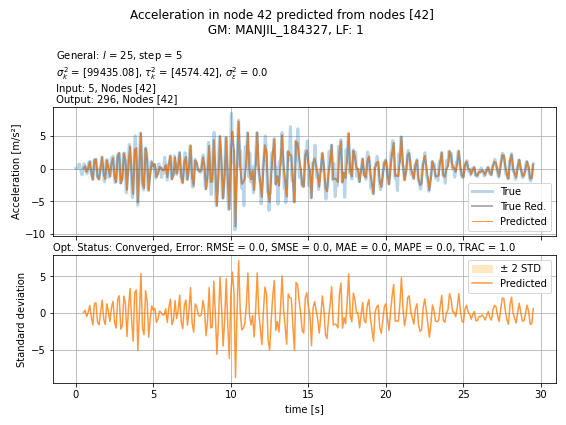 Acceleration in node 42 predicted from nodes [42]
GM: MANJIL_184327, LF: 1
General: l = 25, step = 5
σ²ₖ = [99435.08], τ²ₖ = [4574.42], σ²ε = 0.0
Input: 5, Nodes [42]
Output: 296, Nodes [42]
Acceleration [m/s²]
5
0
−5
−10
True
True Red.
Predicted
Opt. Status: Converged, Error: RMSE = 0.0, SMSE = 0.0, MAE = 0.0, MAPE = 0.0, TRAC = 1.0
Standard deviation
5
0
−5
± 2 STD
Predicted
0 5 10 15 20 25 30
time [s]